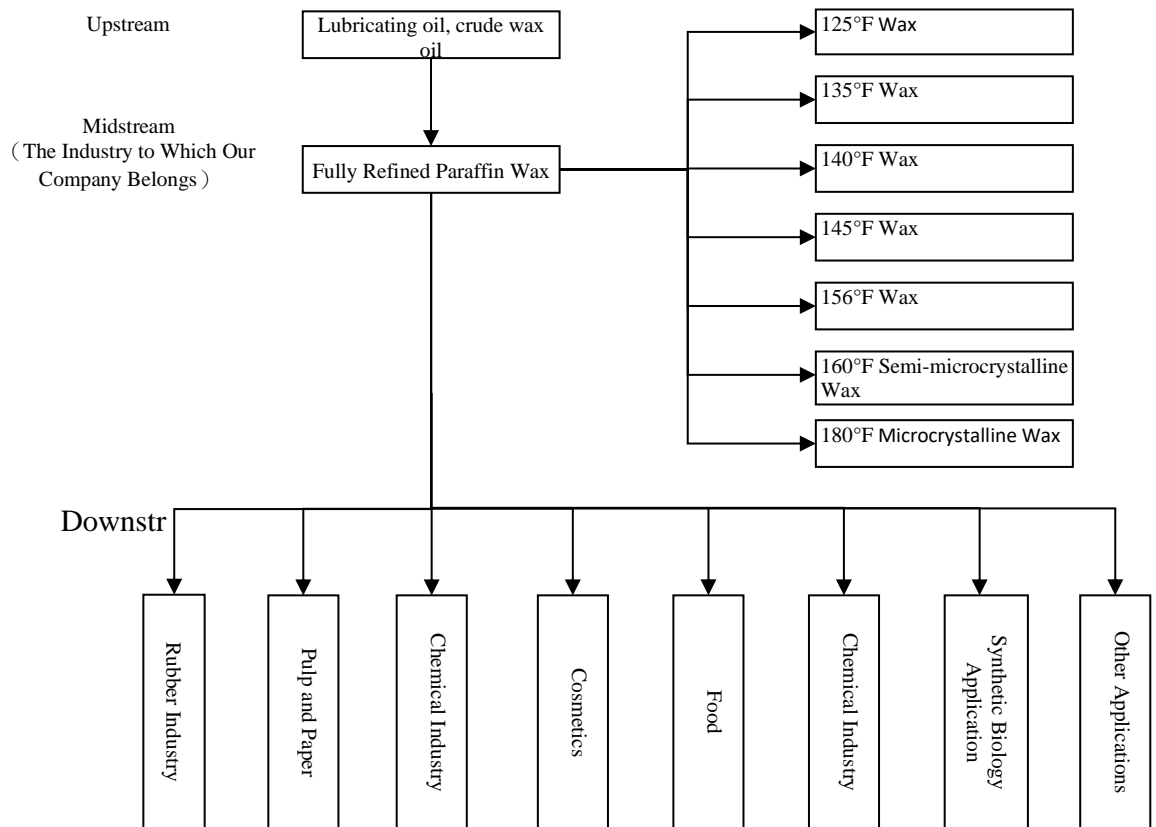 Upstream
Lubricating oil, crude wax
oil
Midstream
（The Industry to Which Our
Company Belongs）
Fully Refined Paraffin Wax
125°F Wax
135°F Wax
140°F Wax
145°F Wax
156°F Wax
160°F Semi-microcrystalline
Wax
180°F Microcrystalline Wax
Downstr
Rubber Industry
Pulp and Paper
Chemical Industry
Cosmetics
Food
Chemical Industry
Synthetic Biology
Application
Other Applications